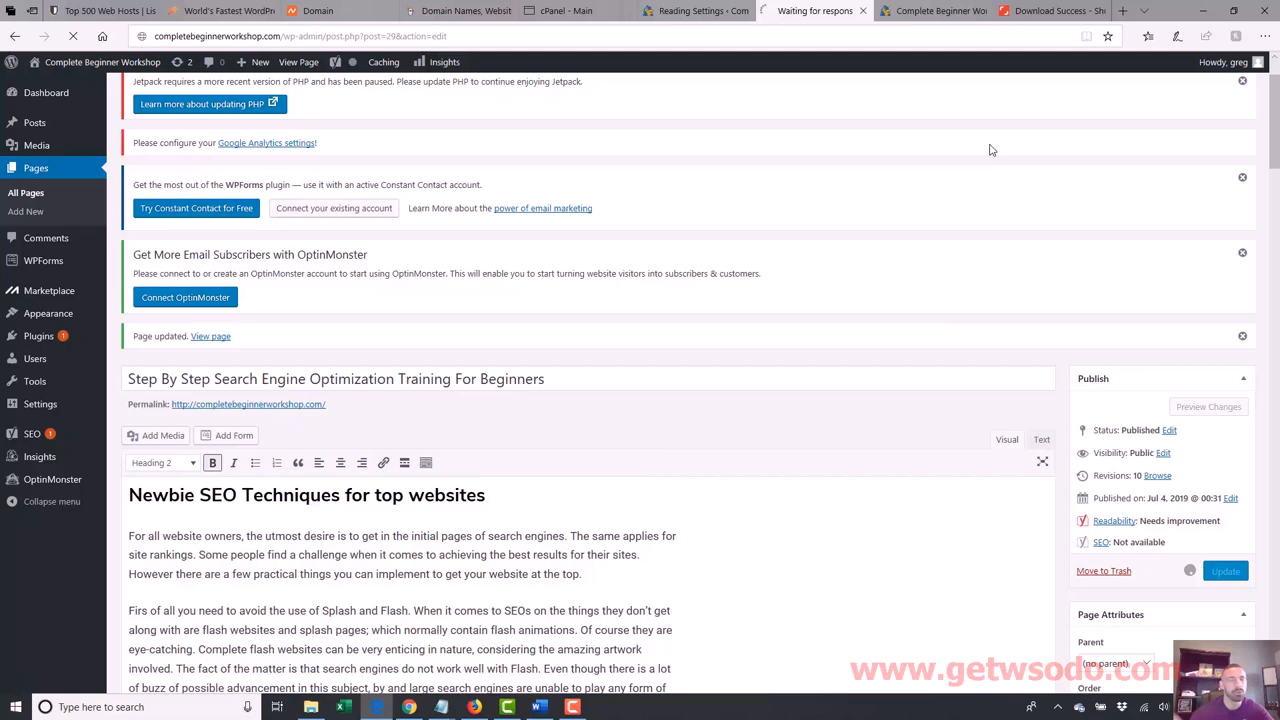 Top 500 Web Hosts | Lis
World's Fastest WordPre
Domain
Domain Names, Websit
cPanel - Main
Reading Settings ‹ Com
Waiting for respons
Complete Beginner Wor
Download Success - Shu
completebeginnerworkshop.com/wp-admin/post.php?post=29&action=edit
Complete Beginner Workshop
2
0
New
View Page
Caching
Insights
Howdy, greg
Dashboard
Posts
Media
Pages
All Pages
Add New
Comments
WPForms
Marketplace
Appearance
Plugins 1
Users
Tools
Settings
SEO 1
Insights
OptinMonster
Collapse menu
Jetpack requires a more recent version of PHP and has been paused. Please update PHP to continue enjoying Jetpack.
Learn more about updating PHP
Please configure your Google Analytics settings!
Get the most out of the WPForms plugin — use it with an active Constant Contact account.
Try Constant Contact for Free
Connect your existing account
Learn More about the power of email marketing
Get More Email Subscribers with OptinMonster
Please connect to or create an OptinMonster account to start using OptinMonster. This will enable you to start turning website visitors into subscribers & customers.
Connect OptinMonster
Page updated. View page
Step By Step Search Engine Optimization Training For Beginners
Permalink: http://completebeginnerworkshop.com/
Add Media
Add Form
Visual
Text
Heading 2
B
I
Newbie SEO Techniques for top websites
For all website owners, the utmost desire is to get in the initial pages of search engines. The same applies for
site rankings. Some people find a challenge when it comes to achieving the best results for their sites.
However there are a few practical things you can implement to get your website at the top.
Firs of all you need to avoid the use of Splash and Flash. When it comes to SEOs on the things they don't get
along with are flash websites and splash pages; which normally contain flash animations. Of course they are
eye-catching. Complete flash websites can be very enticing in nature, considering the amazing artwork
involved. The fact of the matter is that search engines do not work well with Flash. Even though there is a lot
of buzz of possible advancement in this subject, by and large search engines are unable to play any form of
Publish
Preview Changes
Status: Published Edit
Visibility: Public Edit
Revisions: 10 Browse
Published on: Jul 4, 2019 @ 00:31 Edit
Readability: Needs improvement
SEO: Not available
Move to Trash
Update
Page Attributes
Parent
(no parent)
Order
www.getwsodo.com
Type here to search